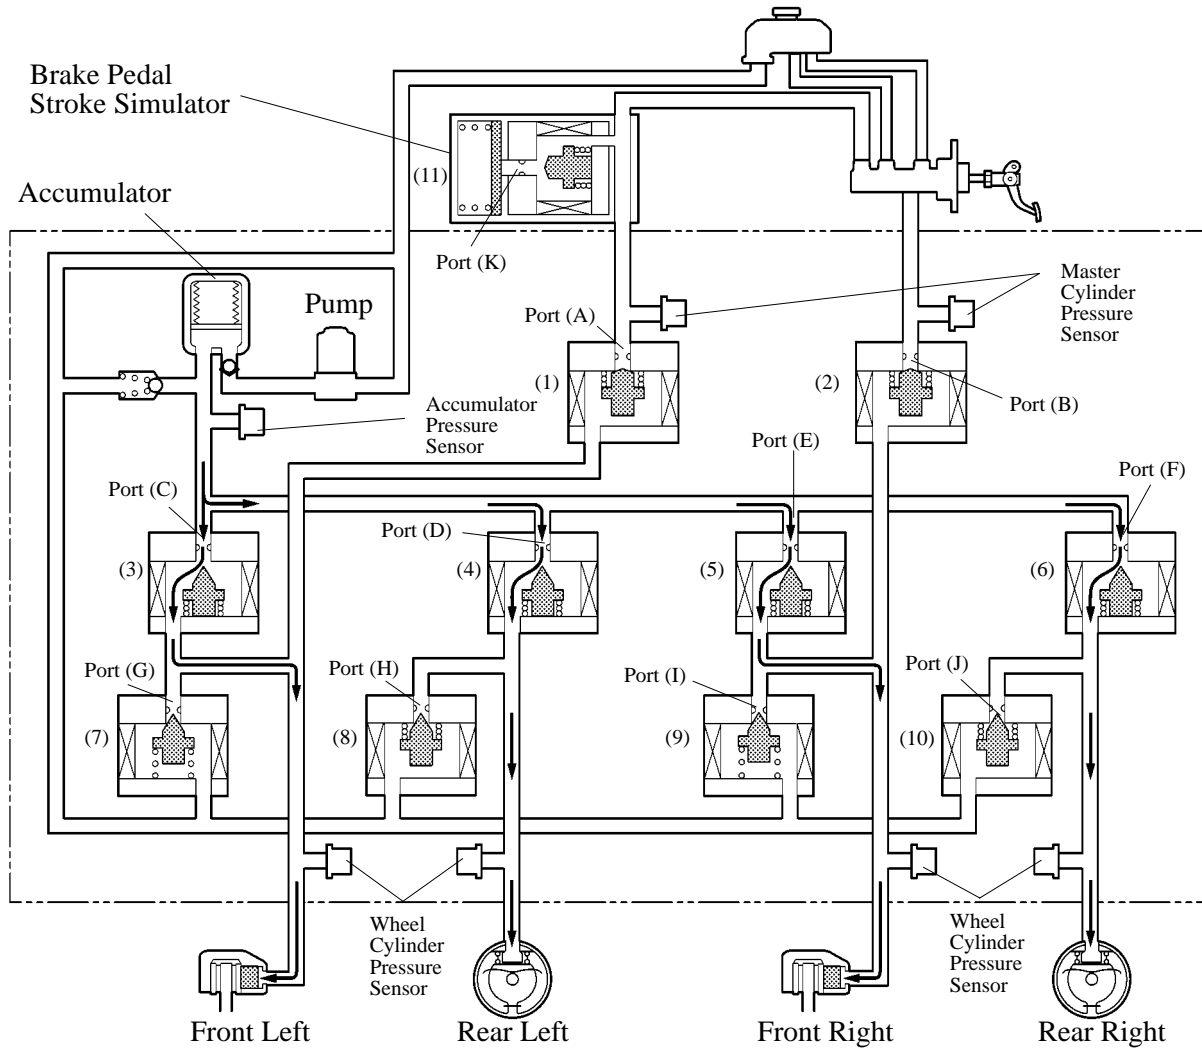 Brake Pedal
Stroke Simulator
(11)
Accumulator
Port (K)
Master
Cylinder
Pressure
Sensor
Pump
Port (A)
(1)
(2)
Port (B)
Accumulator
Pressure
Sensor
Port (E)
Port (F)
Port (C)
Port (D)
(3)
(4)
(5)
(6)
Port (G)
Port (H)
Port (I)
Port (J)
(7)
(8)
(9)
(10)
Wheel
Cylinder
Pressure
Sensor
Wheel
Cylinder
Pressure
Sensor
Front Left
Rear Left
Front Right
Rear Right